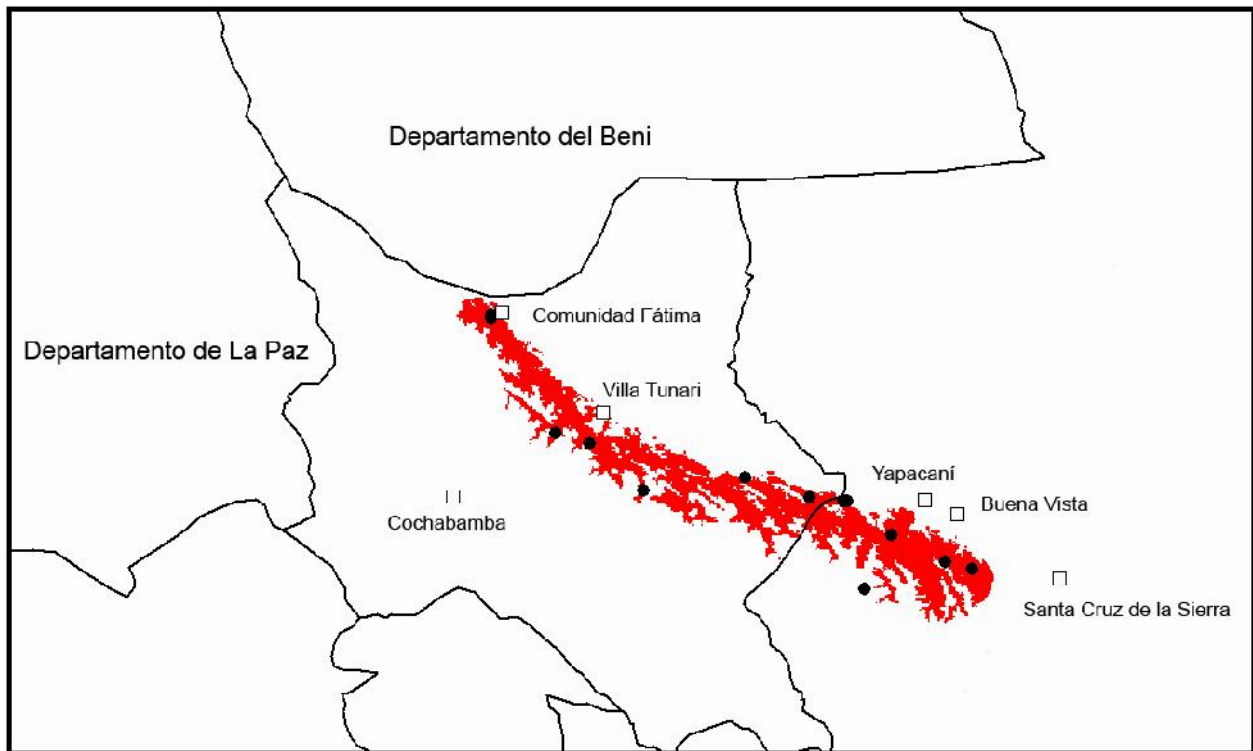 Departamento del Beni
Comunidad Fátima
Departamento de La Paz
Villa Tunari
Yapacaní
Buena Vista
Cochabamba
Santa Cruz de la Sierra